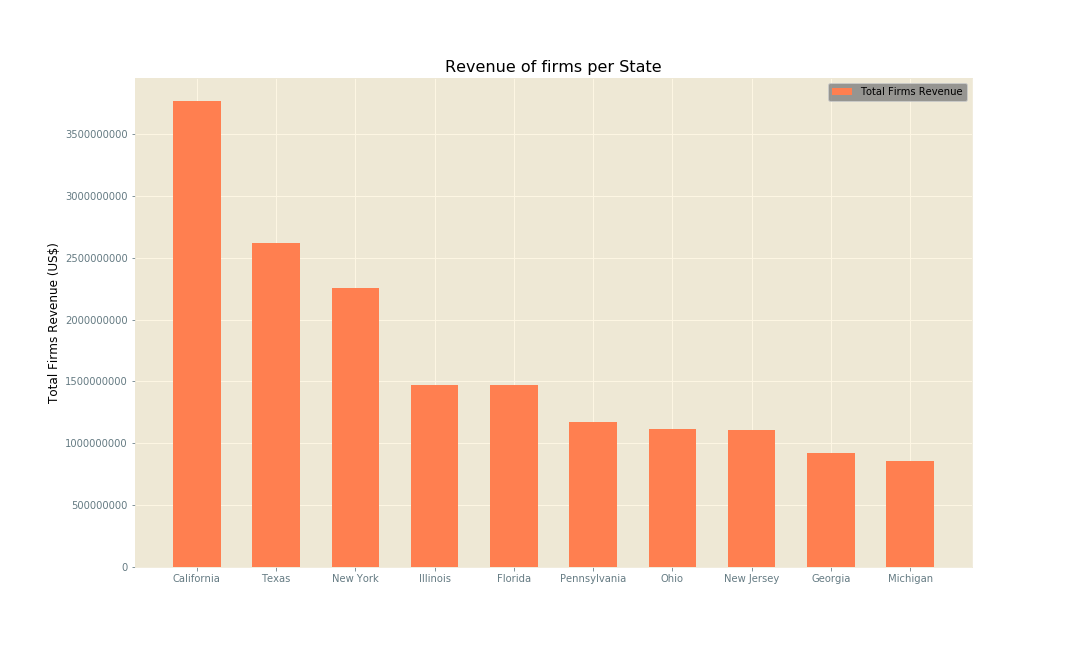 Revenue of firms per State
Total Firms Revenue
Total Firms Revenue (US$)
3500000000
3000000000
2500000000
2000000000
1500000000
1000000000
500000000
0
California Texas New York Illinois Florida Pennsylvania Ohio New Jersey Georgia Michigan